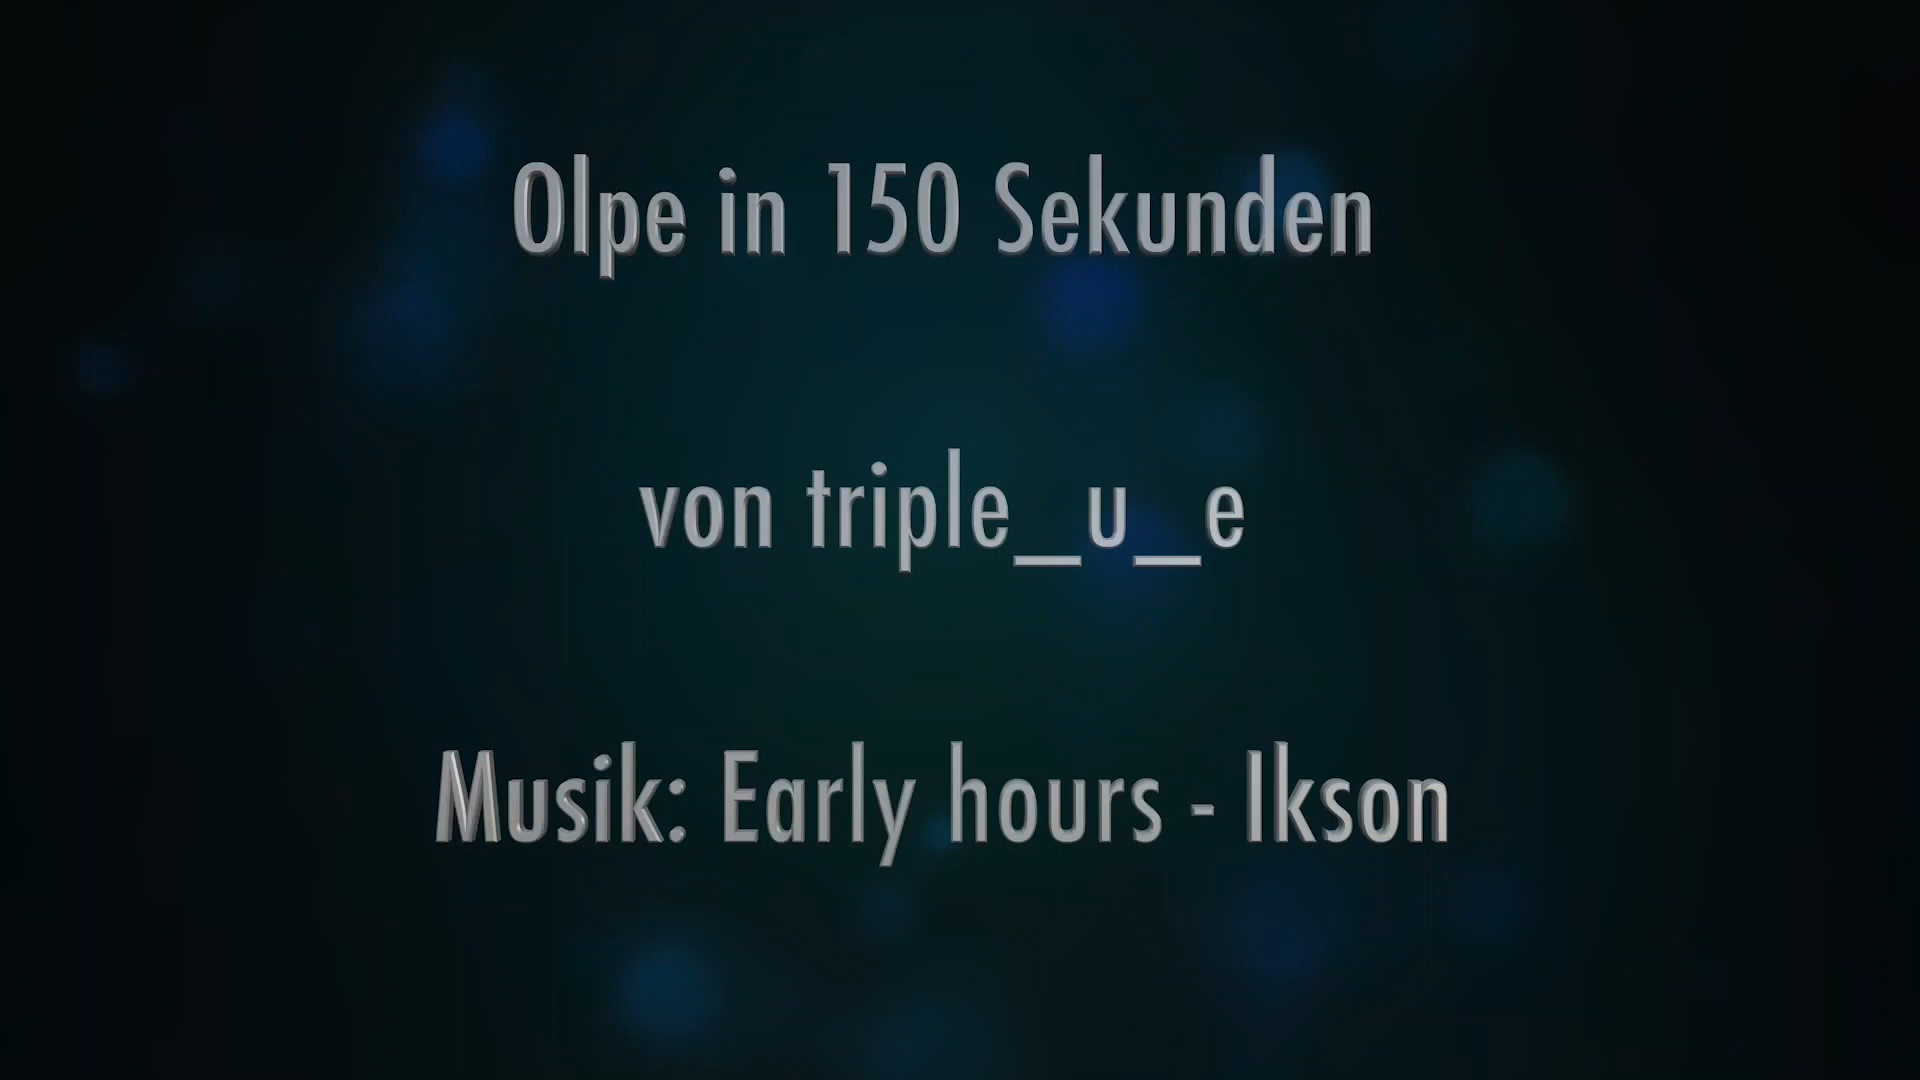 Olpe in 150 Sekunden
von triple_u_e
Musik: Early hours - Ikson